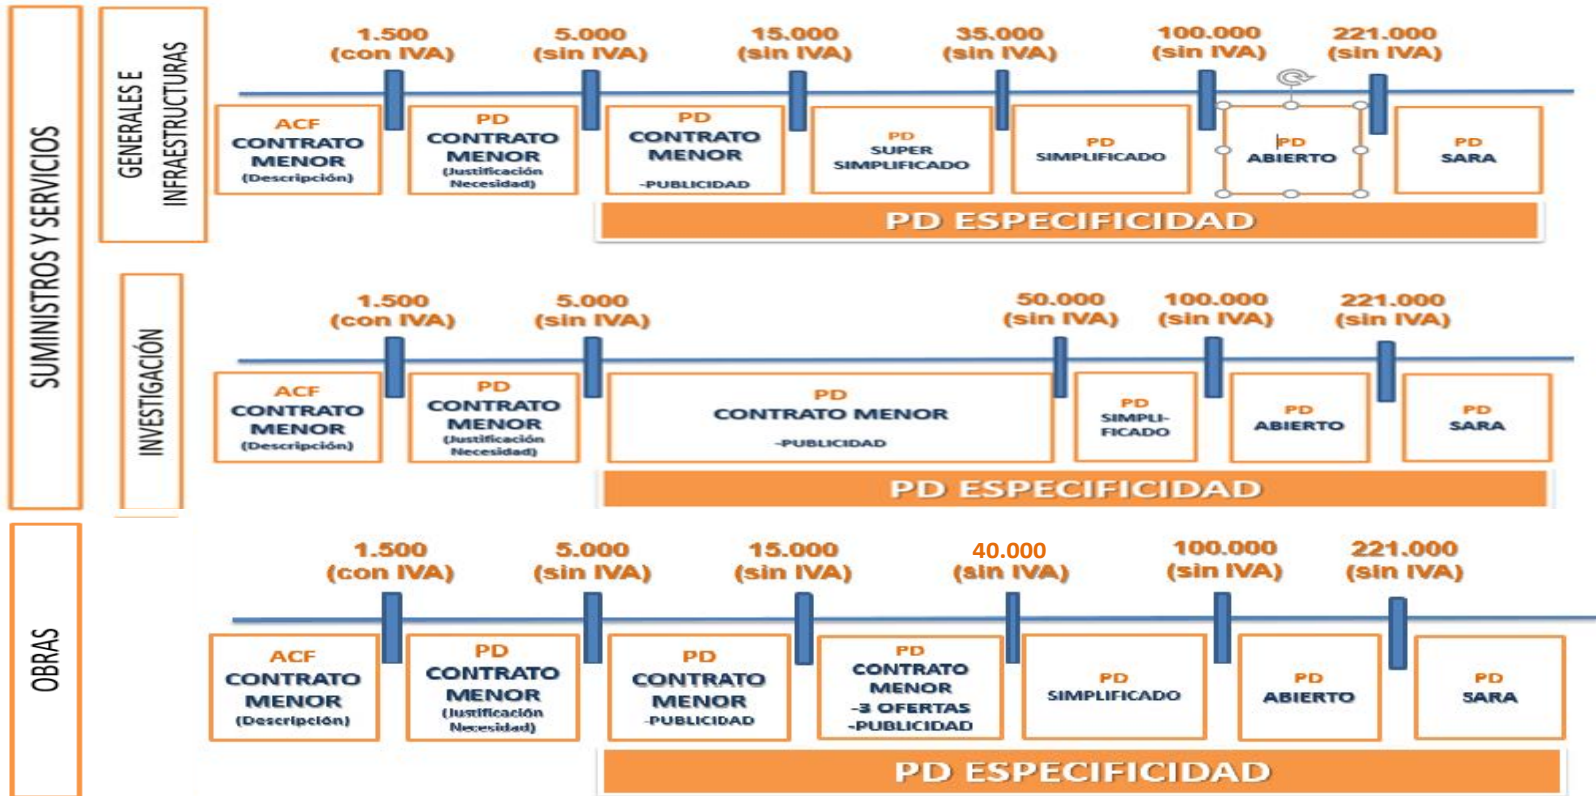 SUMINISTROS Y SERVICIOS
GENERALES E
INFRAESTRUCTURAS
1.500
(con IVA)
5.000
(sin IVA)
15.000
(sin IVA)
35.000
(sin IVA)
100.000
(sin IVA)
221.000
(sin IVA)
ACF
CONTRATO
MENOR
(Descripción)
PD
CONTRATO
MENOR
(Justificación
Necesidad)
PD
CONTRATO
MENOR
-PUBLICIDAD
PD
SUPER
SIMPLIFICADO
PD
SIMPLIFICADO
PD
ABIERTO
PD
SARA
PD ESPECIFICIDAD
INVESTIGACIÓN
1.500
(con IVA)
5.000
(sin IVA)
50.000
(sin IVA)
100.000
(sin IVA)
221.000
(sin IVA)
ACF
CONTRATO
MENOR
(Descripción)
PD
CONTRATO
MENOR
(Justificación
Necesidad)
PD
CONTRATO MENOR
-PUBLICIDAD
PD
SIMPLI-
FICADO
PD
ABIERTO
PD
SARA
PD ESPECIFICIDAD
OBRAS
1.500
(con IVA)
5.000
(sin IVA)
15.000
(sin IVA)
40.000
(sin IVA)
100.000
(sin IVA)
221.000
(sin IVA)
ACF
CONTRATO
MENOR
(Descripción)
PD
CONTRATO
MENOR
(Justificación
Necesidad)
PD
CONTRATO
MENOR
-PUBLICIDAD
PD
CONTRATO
MENOR
-3 OFERTAS
-PUBLICIDAD
PD
SIMPLIFICADO
PD
ABIERTO
PD
SARA
PD ESPECIFICIDAD